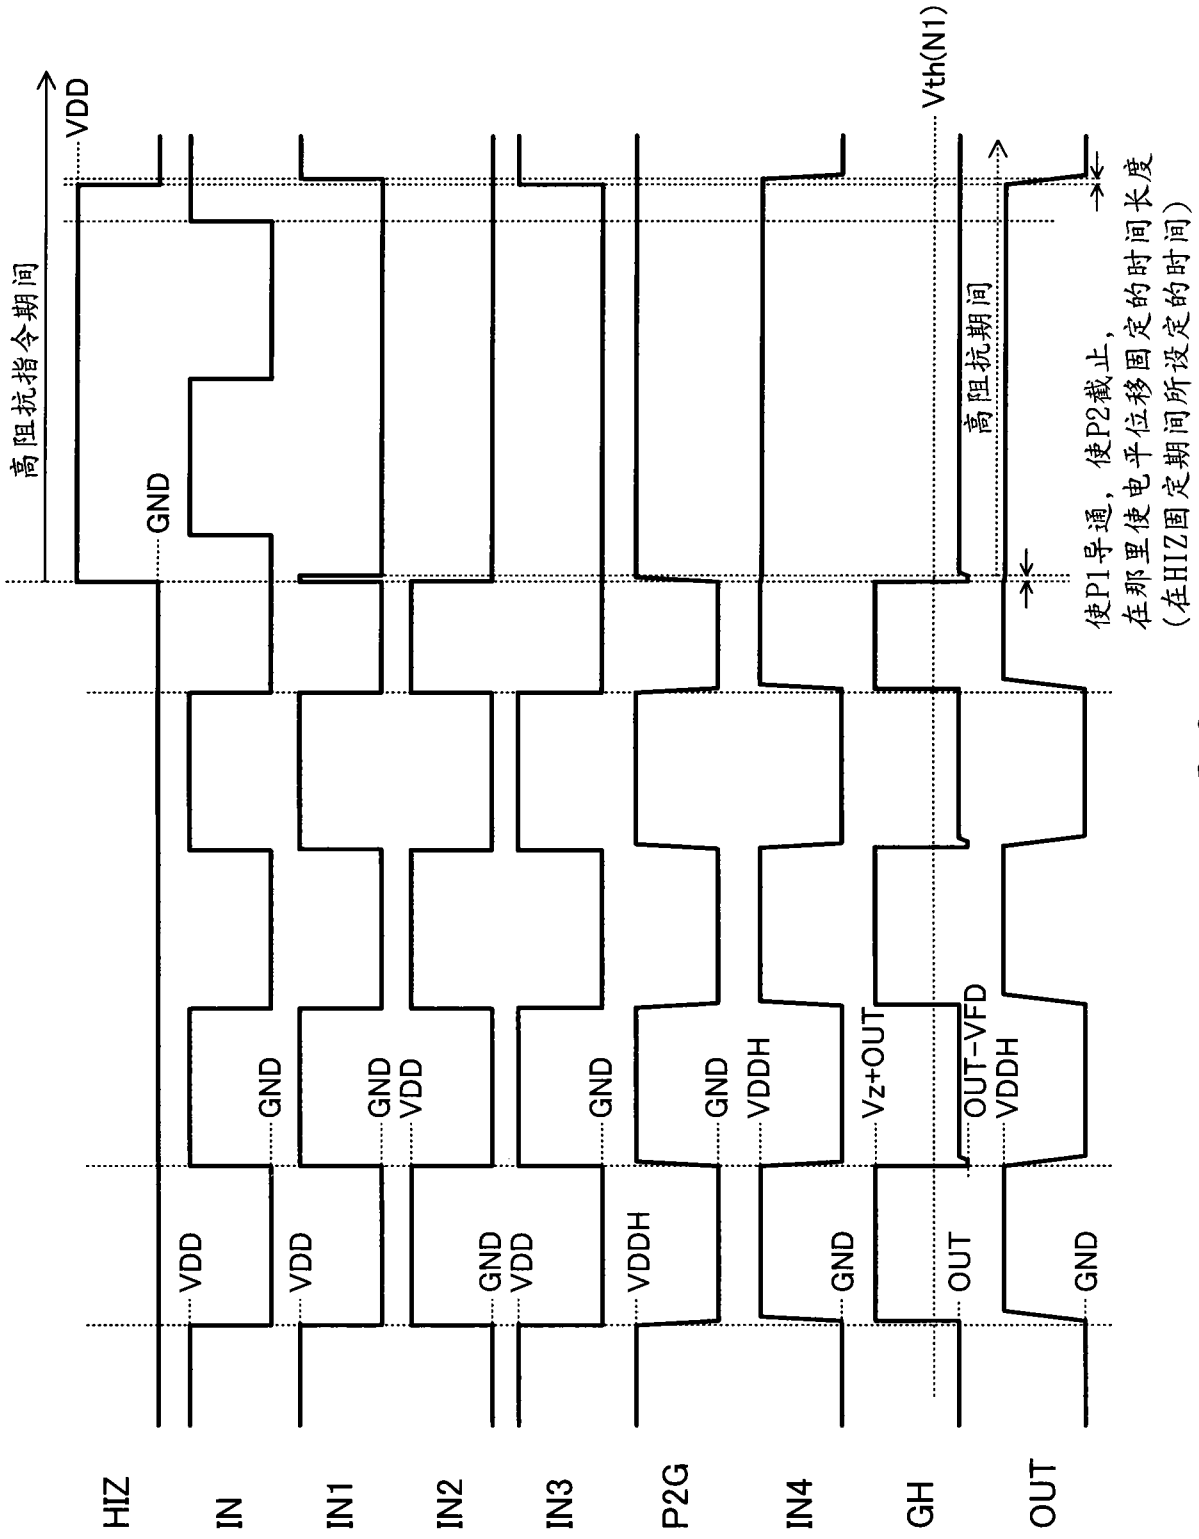 高阻抗指令期间
HIZ
VDD
GND
IN
VDD
GND
IN1
VDD
GND
IN2
VDD
GND
IN3
VDD
GND
P2G
VDDH
GND
IN4
VDDH
GND
GH
Vz+OUT
Vth(N1)
OUT
OUT-VFD
高阻抗期间
OUT
VDDH
GND
使P1导通，使P2截止，
在那里使电平位移固定的时间长度
(在HIZ固定期间所设定的时间)